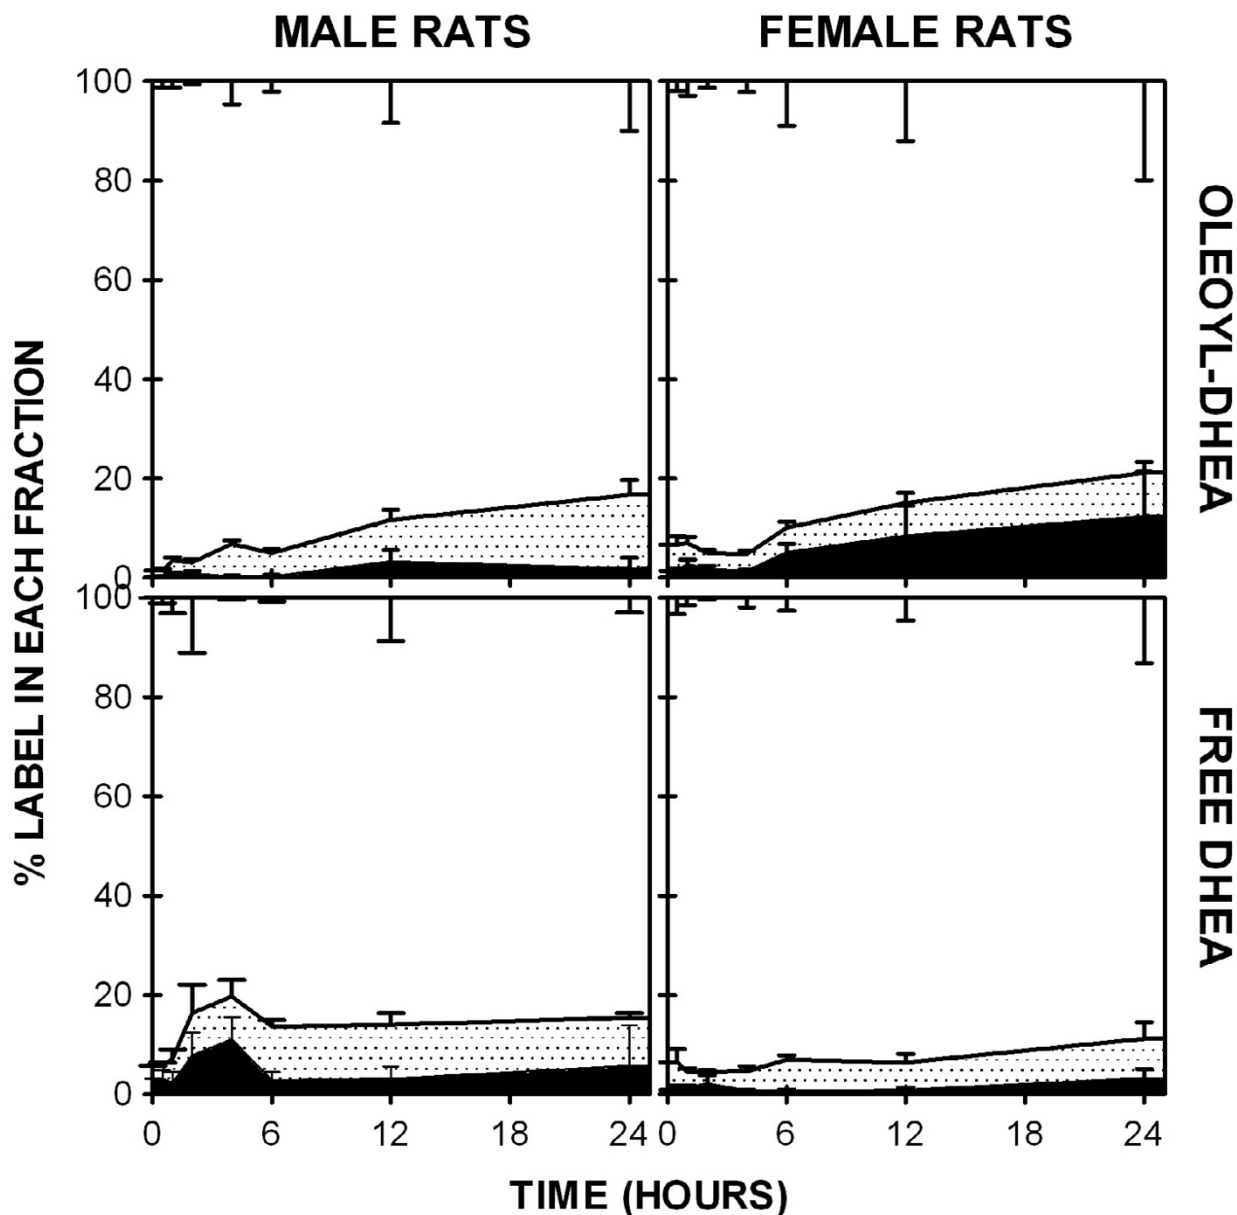 MALE RATS
FEMALE RATS
100
80
60
40
20
0
OLEOYL-DHEA
% LABEL IN EACH FRACTION
100
80
60
40
20
0
FREE DHEA
0 6 12 18 24 0 6 12 18 24
TIME (HOURS)